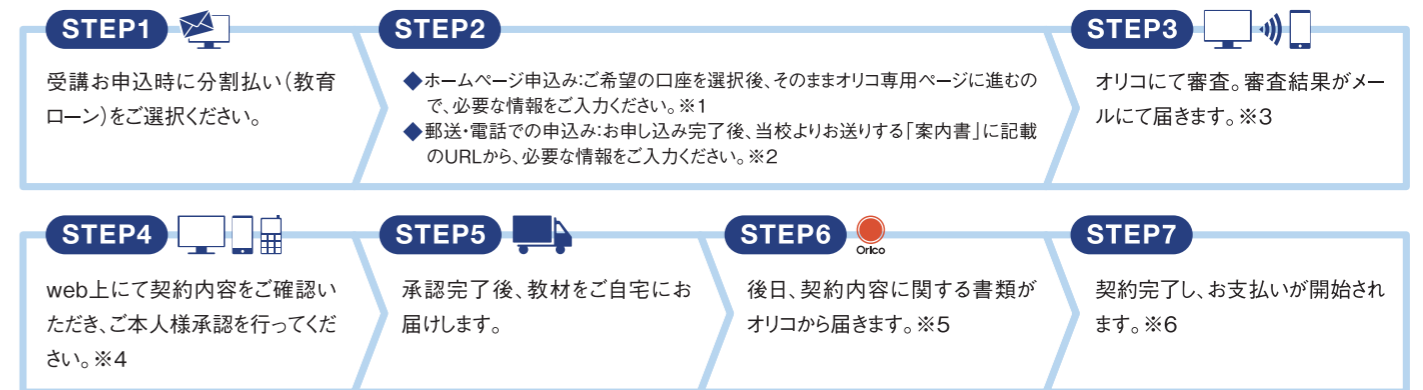 STEP1
受講お申込時に分割払い(教育
ローン)をご選択ください。
STEP2
◆ホームページ申込み:ご希望の口座を選択後、そのままオリコ専用ページに進むの
で、必要な情報をご入力ください。※1
◆郵送・電話での申込み:お申し込み完了後、当校よりお送りする「案内書」に記載
のURLから、必要な情報をご入力ください。※2
STEP3
オリコにて審査。審査結果がメー
ルにて届きます。※3
STEP4
web上にて契約内容をご確認い
ただき、ご本人様承認を行ってくだ
さい。※4
STEP5
承認完了後、教材をご自宅にお
届けします。
STEP6
Orico
後日、契約内容に関する書類が
オリコから届きます。※5
STEP7
契約完了し、お支払いが開始され
ます。※6